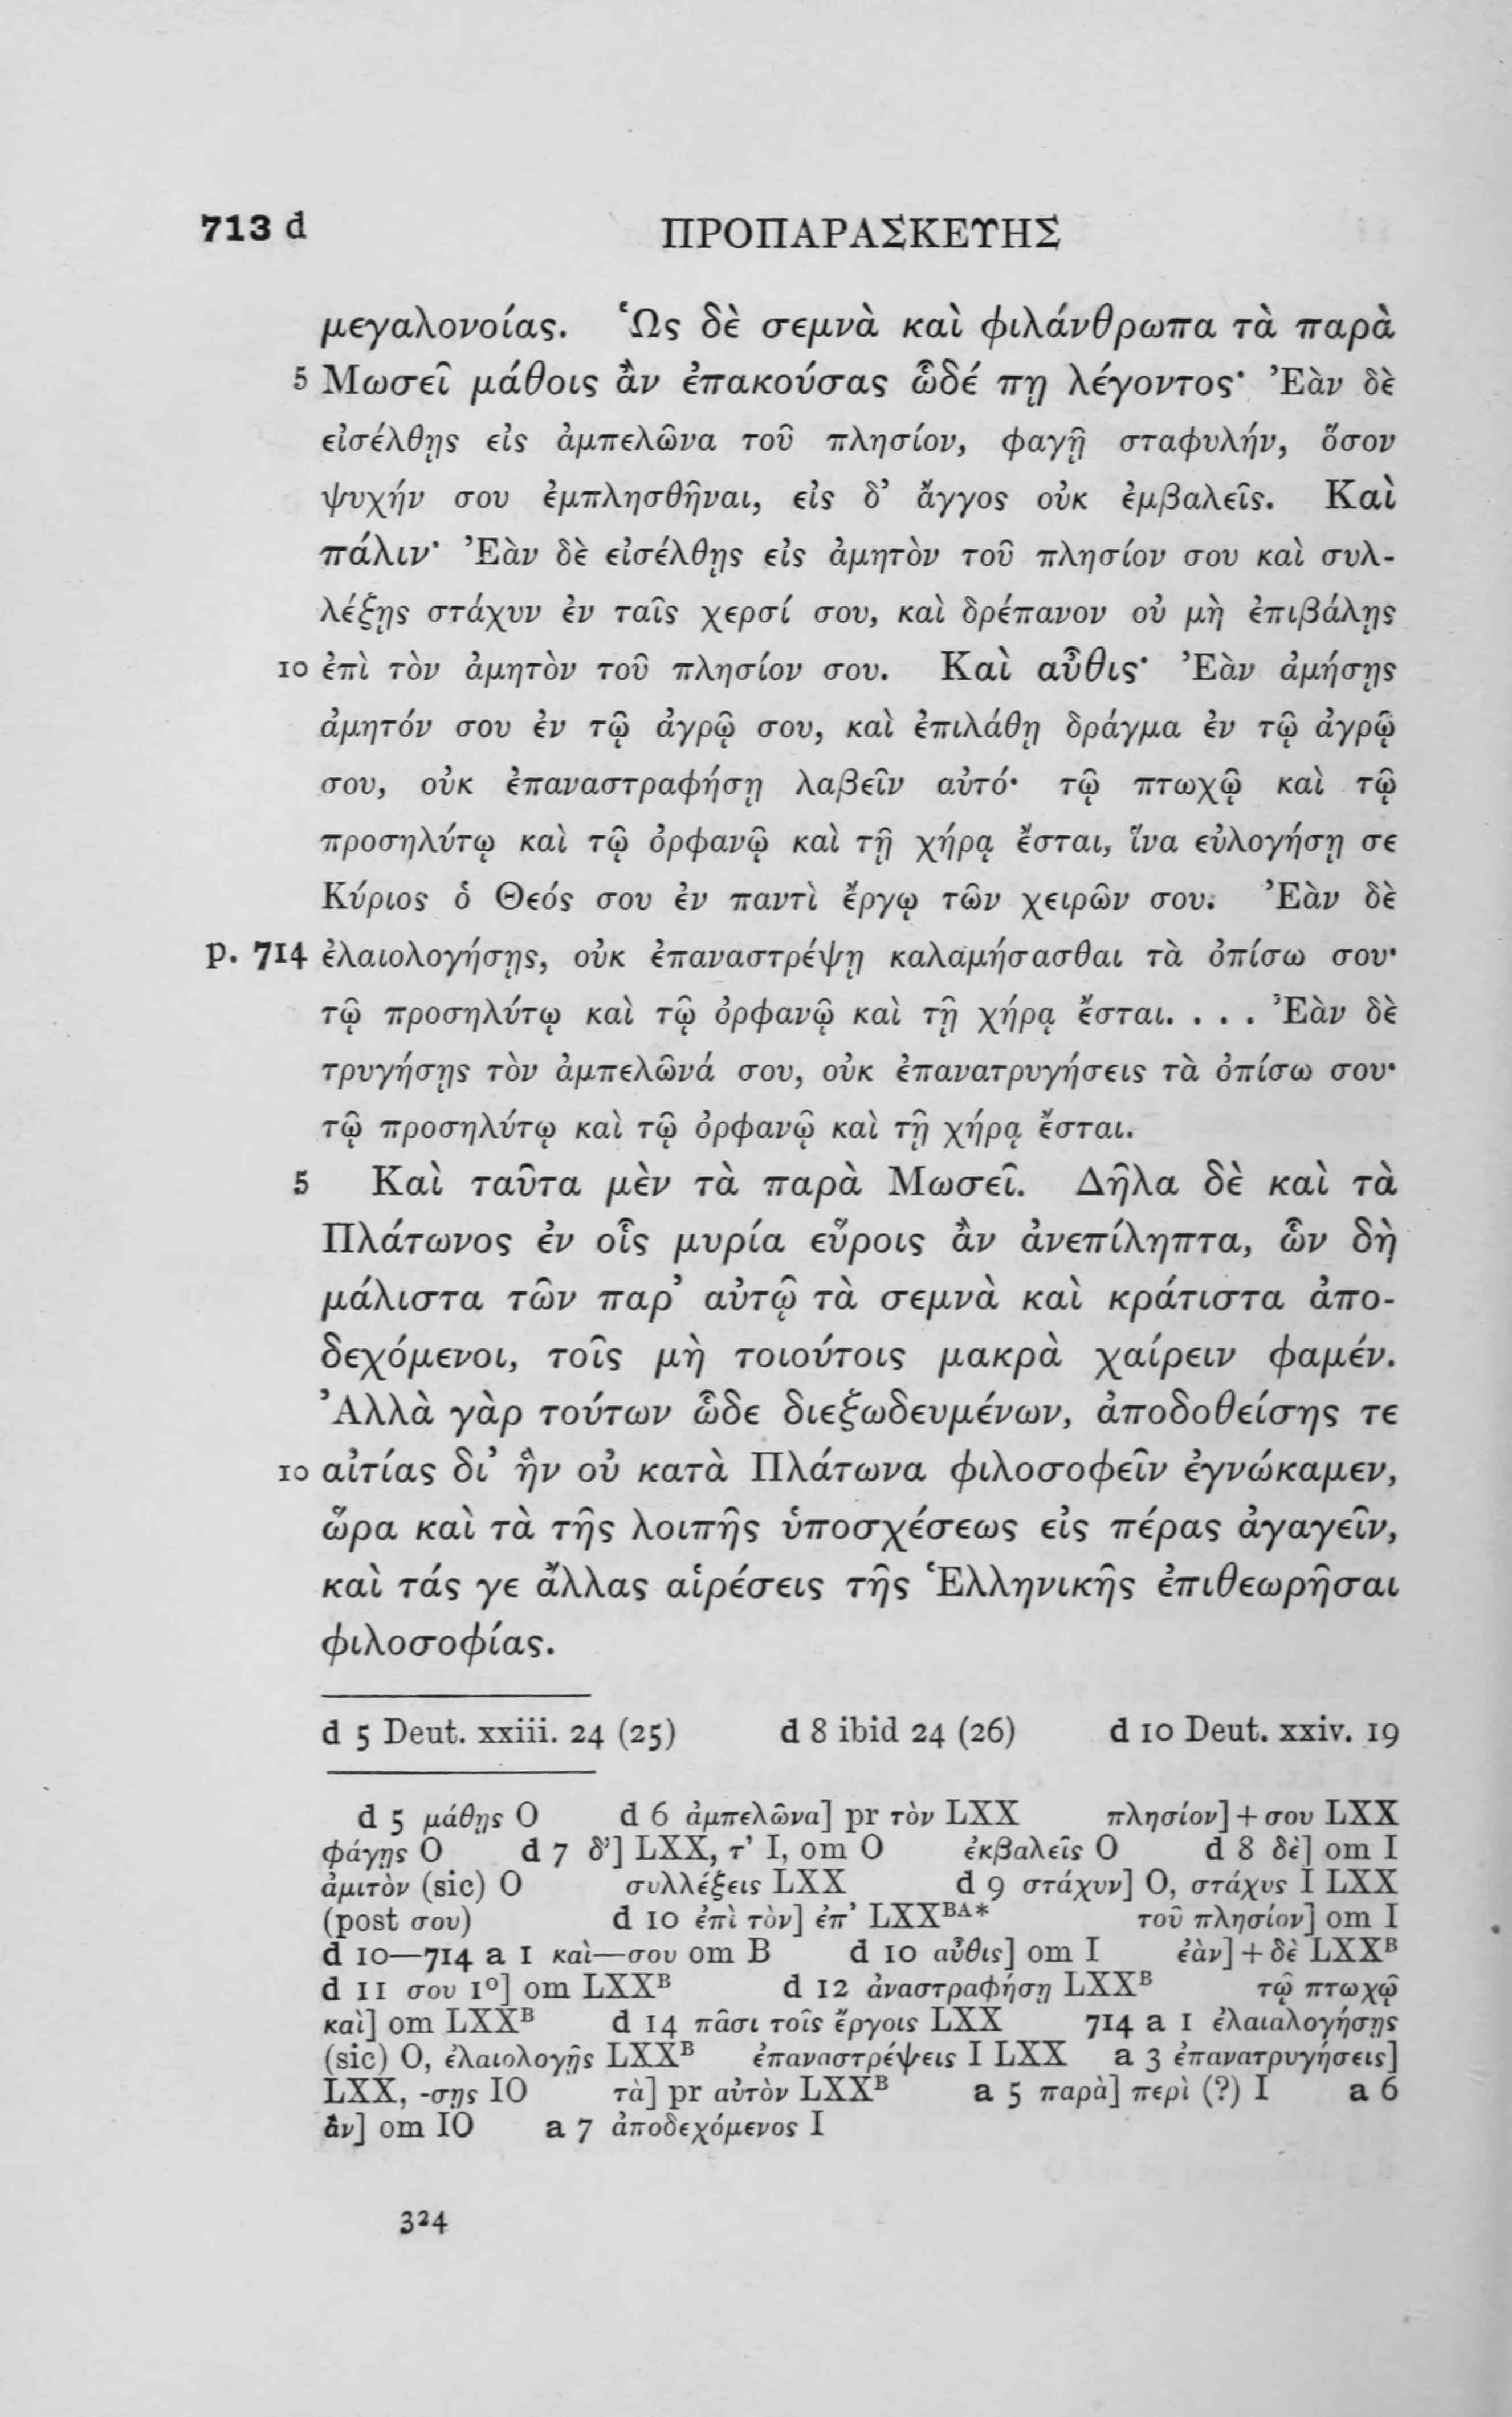 713 d ΠΡΟΠΑΡΑΣΚΕΥΗΣ
μεγαλονοίας. Ὡς δὲ σεμνὰ καὶ φιλάνθρωπα τὰ παρὰ
5 Μωσεῖ μάθοις ἂν ἐπακούσας ὧδέ πῃ λέγοντος· Ἐὰν δὲ
εἰσέλθῃς εἰς ἀμπελῶνα τοῦ πλησίον, φαγῇ σταφυλήν, ὅσον
ψυχήν σου ἐμπλησθῆναι, εἰς δ’ ἄγγος οὐκ ἐμβαλεῖς. Καὶ
πάλιν· Ἐὰν δὲ εἰσέλθῃς εἰς ἀμητὸν τοῦ πλησίον σου καὶ συλ-
λέξῃς στάχυν ἐν ταῖς χερσί σου, καὶ δρέπανον οὐ μὴ ἐπιβάλῃς
10 ἐπὶ τὸν ἀμητὸν τοῦ πλησίον σου. Καὶ αὖθις· Ἐὰν ἀμήσῃς
ἀμητόν σου ἐν τῷ ἀγρῷ σου, καὶ ἐπιλάθῃ δράγμα ἐν τῷ ἀγρῷ
σου, οὐκ ἐπαναστραφήσῃ λαβεῖν αὐτό· τῷ πτωχῷ καὶ τῷ
προσηλύτῳ καὶ τῷ ὀρφανῷ καὶ τῇ χήρᾳ ἔσται, ἵνα εὐλογήσῃ σε
Κύριος ὁ Θεός σου ἐν παντὶ ἔργῳ τῶν χειρῶν σου. Ἐὰν δὲ
p. 714 ἐλαιολογήσῃς, οὐκ ἐπαναστρέψῃ καλαμήσασθαι τὰ ὀπίσω σου·
τῷ προσηλύτῳ καὶ τῷ ὀρφανῷ καὶ τῇ χήρᾳ ἔσται. . . . Ἐὰν δὲ
τρυγήσῃς τὸν ἀμπελῶνά σου, οὐκ ἐπανατρυγήσεις τὰ ὀπίσω σου·
τῷ προσηλύτῳ καὶ τῷ ὀρφανῷ καὶ τῇ χήρᾳ ἔσται.
5 Καὶ ταῦτα μὲν τὰ παρὰ Μωσεῖ. Δῆλα δὲ καὶ τὰ
Πλάτωνος ἐν οἷς μυρία εὕροις ἂν ἀνεπίληπτα, ὧν δὴ
μάλιστα τῶν παρ’ αὐτῷ τὰ σεμνὰ καὶ κράτιστα ἀπο-
δεχόμενοι, τοῖς μὴ τοιούτοις μακρὰ χαίρειν φαμέν.
Ἀλλὰ γὰρ τούτων ὧδε διεξωδευμένων, ἀποδοθείσης τε
10 αἰτίας δι’ ἣν οὐ κατὰ Πλάτωνα φιλοσοφεῖν ἐγνώκαμεν,
ὥρα καὶ τὰ τῆς λοιπῆς ὑποσχέσεως εἰς πέρας ἀγαγεῖν,
καὶ τάς γε ἄλλας αἱρέσεις τῆς Ἑλληνικῆς ἐπιθεωρῆσαι
φιλοσοφίας.
d 5 Deut. xxiii. 24 (25) d 8 ibid 24 (26) d 10 Deut. xxiv. 19
d 5 μάθῃς O d 6 ἀμπελῶνα] pr τὸν LXX πλησίον] + σου LXX
φάγῃς O d 7 δ’] LXX, τ’ I, om O ἐκβαλεῖς O d 8 δὲ] om I
ἀμιτὸν (sic) O συλλέξεις LXX d 9 στάχυν] O, στάχυς I LXX
(post σου) d 10 ἐπὶ τὸν] ἐπ’ LXXᴮᴬ* τοῦ πλησίον] om I
d 10—714 a 1 καὶ—σου om B d 10 αὖθις] om I ἐὰν] + δὲ LXXᴮ
d 11 σου 1º] om LXXᴮ d 12 ἀναστραφήσῃ LXXᴮ τῷ πτωχῷ
καὶ] om LXXᴮ d 14 πᾶσι τοῖς ἔργοις LXX 714 a 1 ἐλαιαλογήσῃς
(sic) O, ἐλαιολογῇς LXXᴮ ἐπαναστρέψεις I LXX a 3 ἐπανατρυγήσεις]
LXX, -σῃς IO τὰ] pr αὐτὸν LXXᴮ a 5 παρὰ] περὶ (?) I a 6
ἂν] om IO a 7 ἀποδεχόμενος I
324